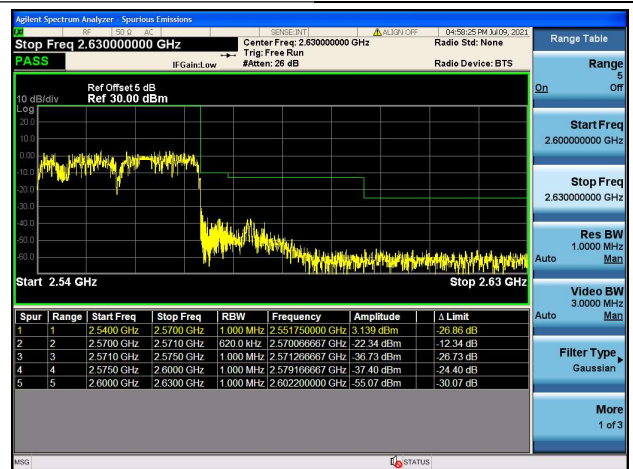 Agilent Spectrum Analyzer - Spurious Emissions
RF 50 Ω AC SENSE:INT ALIGN OFF 04:58:25 PM Jul 09, 2021
Stop Freq 2.630000000 GHz
Center Freq: 2.630000000 GHz
Radio Std: None
Trig: Free Run
PASS
IFGain:Low
#Atten: 26 dB
Radio Device: BTS
Ref Offset 5 dB
10 dB/div Ref 30.00 dBm
Log
20.0
10.0
0.00
-10.0
-20.0
-30.0
-40.0
-50.0
-60.0
Start 2.54 GHz Stop 2.63 GHz
Spur Range Start Freq Stop Freq RBW Frequency Amplitude Δ Limit
1 1 2.5400 GHz 2.5700 GHz 1.000 MHz 2.551750000 GHz 3.139 dBm -26.86 dB
2 2 2.5700 GHz 2.5710 GHz 620.0 kHz 2.570066667 GHz -22.34 dBm -12.34 dB
3 3 2.5710 GHz 2.5750 GHz 1.000 MHz 2.571266667 GHz -36.73 dBm -26.73 dB
4 4 2.5750 GHz 2.6000 GHz 1.000 MHz 2.579166667 GHz -37.40 dBm -24.40 dB
5 5 2.6000 GHz 2.6300 GHz 1.000 MHz 2.602200000 GHz -55.07 dBm -30.07 dB
MSG STATUS
Range Table
Range
5
On Off
Start Freq
2.600000000 GHz
Stop Freq
2.630000000 GHz
Res BW
1.0000 MHz
Auto Man
Video BW
3.0000 MHz
Auto Man
Filter Type
Gaussian
More
1 of 3